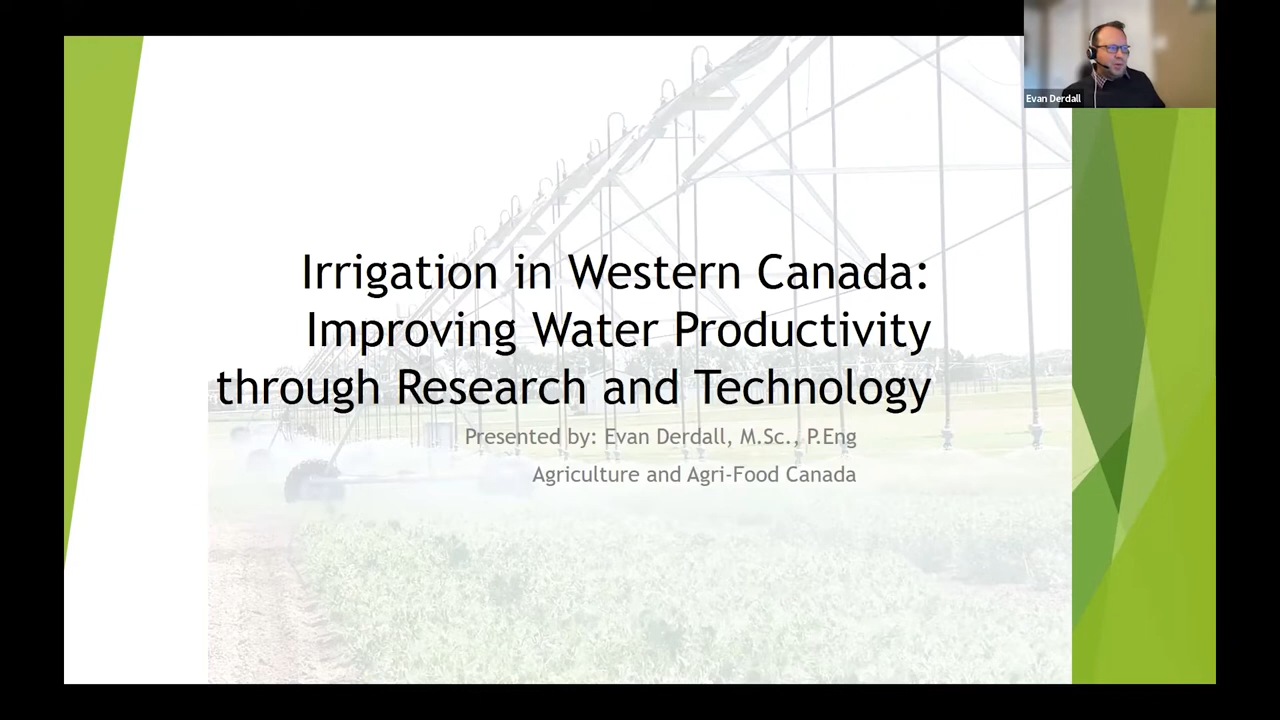 Evan Derdall
Irrigation in Western Canada:
Improving Water Productivity
through Research and Technology
Presented by: Evan Derdall, M.Sc., P.Eng
Agriculture and Agri-Food Canada